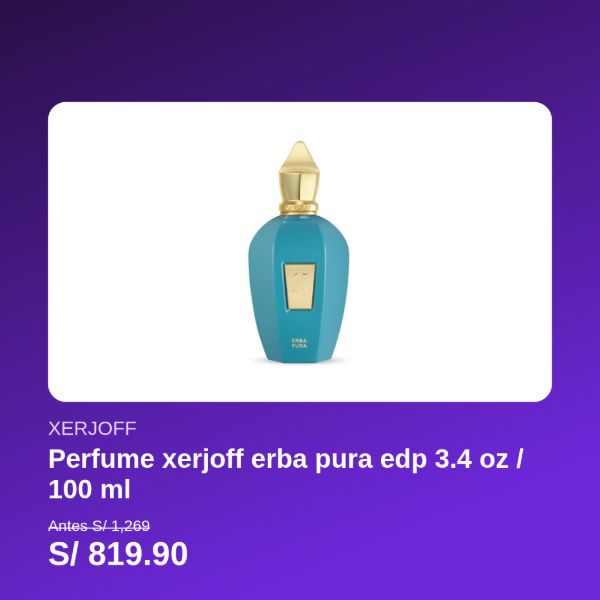 ERBA
PURA
XERJOFF
Perfume xerjoff erba pura edp 3.4 oz /
100 ml
Antes S/ 1,269
S/ 819.90